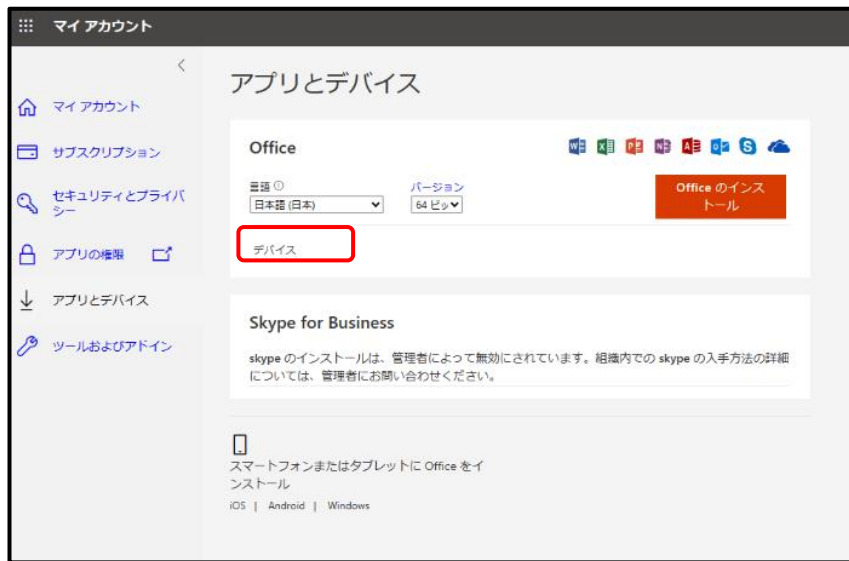 マイ アカウント
アプリとデバイス
マイ アカウント
サブスクリプション
セキュリティとプライバ
シー
アプリの権限
アプリとデバイス
ツールおよびアドイン
Office
言語
バージョン
日本語 (日本)
64 ビッ
Office のインス
トール
デバイス
Skype for Business
skype のインストールは、管理者によって無効にされています。組織内での skype の入手方法の詳細
については、管理者にお問い合わせください。
スマートフォンまたはタブレットに Office をイ
ンストール
iOS | Android | Windows